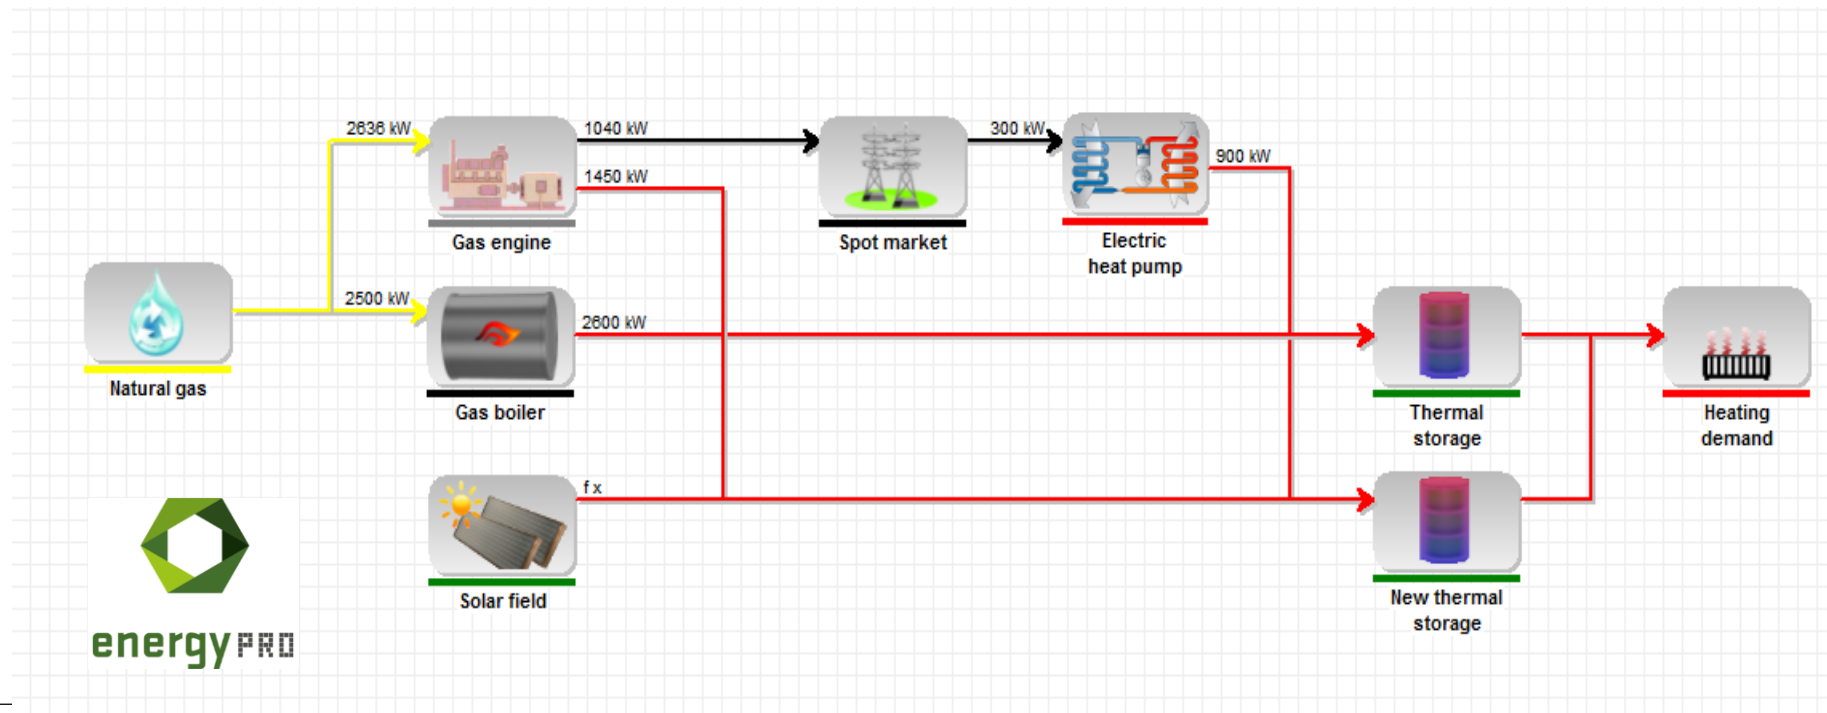 2636 kW
1040 kW
300 kW
900 kW
1450 kW
Gas engine
Spot market
Electric
heat pump
2500 kW
2600 kW
Natural gas
Gas boiler
Thermal
storage
Heating
demand
f x
Solar field
New thermal
storage
energyPRO